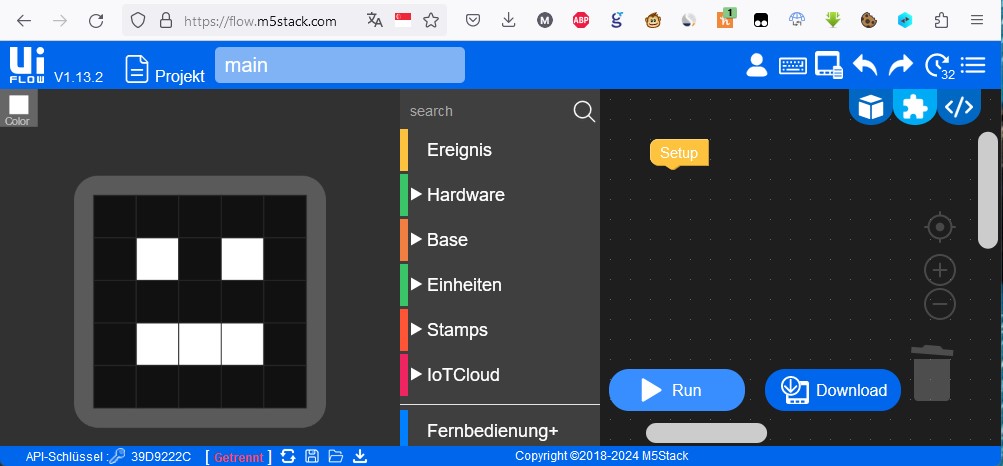 https://flow.m5stack.com
M
ABP
1
Ui
FLOW
V1.13.2
Projekt
main
32
Color
search
Setup
Ereignis
Hardware
Base
Einheiten
Stamps
IoTCloud
Run
Download
Fernbedienung+
API-Schlüssel : 39D9222C [ Getrennt ]
Copyright ©2018-2024 M5Stack